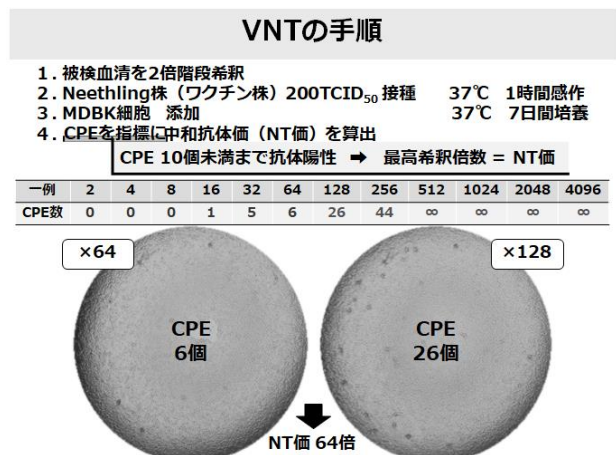 VNTの手順
1．被検血清を2倍階段希釈
2．Neethling株（ワクチン株）200TCID50 接種 37℃ 1時間感作
3．MDBK細胞 添加 37℃ 7日間培養
4．CPEを指標に中和抗体価（NT価）を算出
CPE 10個未満まで抗体陽性 ➡ 最高希釈倍数 = NT価
一例 2 4 8 16 32 64 128 256 512 1024 2048 4096
CPE数 0 0 0 1 5 6 26 44 ∞ ∞ ∞ ∞
×64 ×128
CPE CPE
6個 26個
NT価 64倍